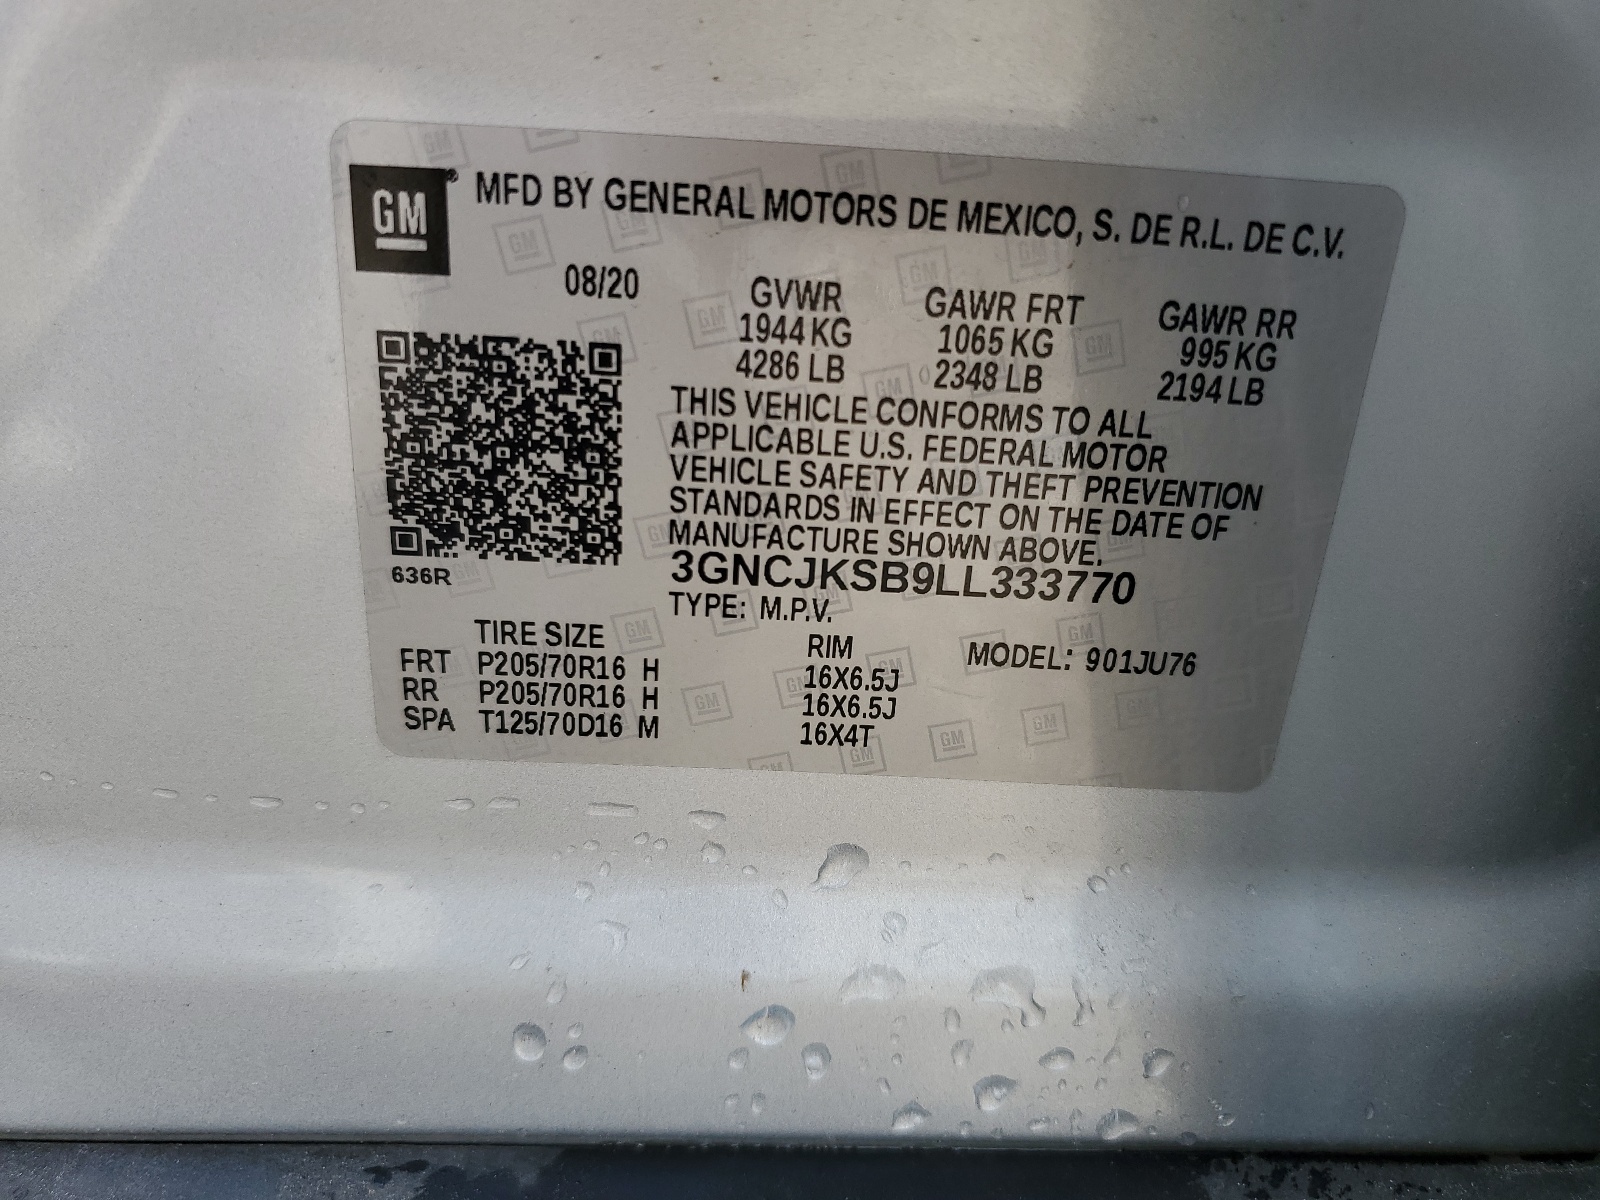 GM® MFD BY GENERAL MOTORS DE MEXICO, S. DE R.L. DE C.V.
08/20 GVWR GAWR FRT GAWR RR
1944 KG 1065 KG 995 KG
4286 LB 2348 LB 2194 LB
THIS VEHICLE CONFORMS TO ALL
APPLICABLE U.S. FEDERAL MOTOR
VEHICLE SAFETY AND THEFT PREVENTION
STANDARDS IN EFFECT ON THE DATE OF
MANUFACTURE SHOWN ABOVE.
636R
3GNCJKSB9LL333770
TYPE: M.P.V.
TIRE SIZE RIM MODEL: 901JU76
FRT P205/70R16 H 16X6.5J
RR P205/70R16 H 16X6.5J
SPA T125/70D16 M 16X4T